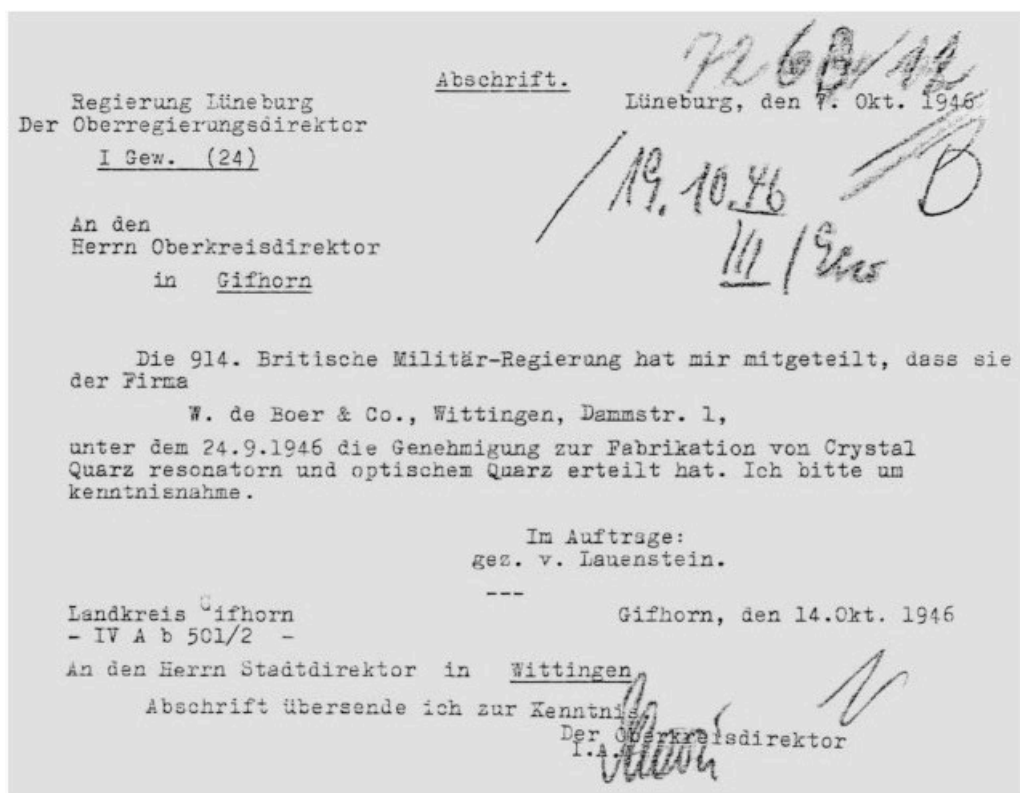 Abschrift.
Regierung Lüneburg
Der Oberregierungsdirektor
I Gew. (24)
Lüneburg, den 7. Okt. 1946
19.10.46
III /
An den
Herrn Oberkreisdirektor
in Gifhorn
Die 914. Britische Militär-Regierung hat mir mitgeteilt, dass sie
der Firma
W. de Boer & Co., Wittingen, Dammstr. 1,
unter dem 24.9.1946 die Genehmigung zur Fabrikation von Crystal
Quarz resonatorn und optischem Quarz erteilt hat. Ich bitte um
kenntnisnahme.
Im Auftrage:
gez. v. Lauenstein.
---
Landkreis Gifhorn
- IV A b 501/2 -
Gifhorn, den 14.Okt. 1946
An den Herrn Stadtdirektor in Wittingen
Abschrift übersende ich zur Kenntnis
Der Oberkreisdirektor
I.A.